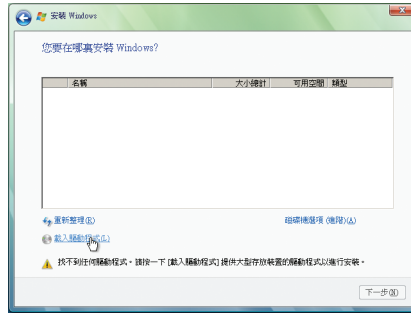 安裝 Windows
您要在哪裏安裝 Windows?
名稱 大小總計 可用空間 類型
重新整理(R) 磁碟機選項 (進階)(A)
載入驅動程式(L)
找不到任何驅動程式。請按一下 [載入驅動程式] 提供大型存放裝置的驅動程式以進行安裝。
下一步(N)